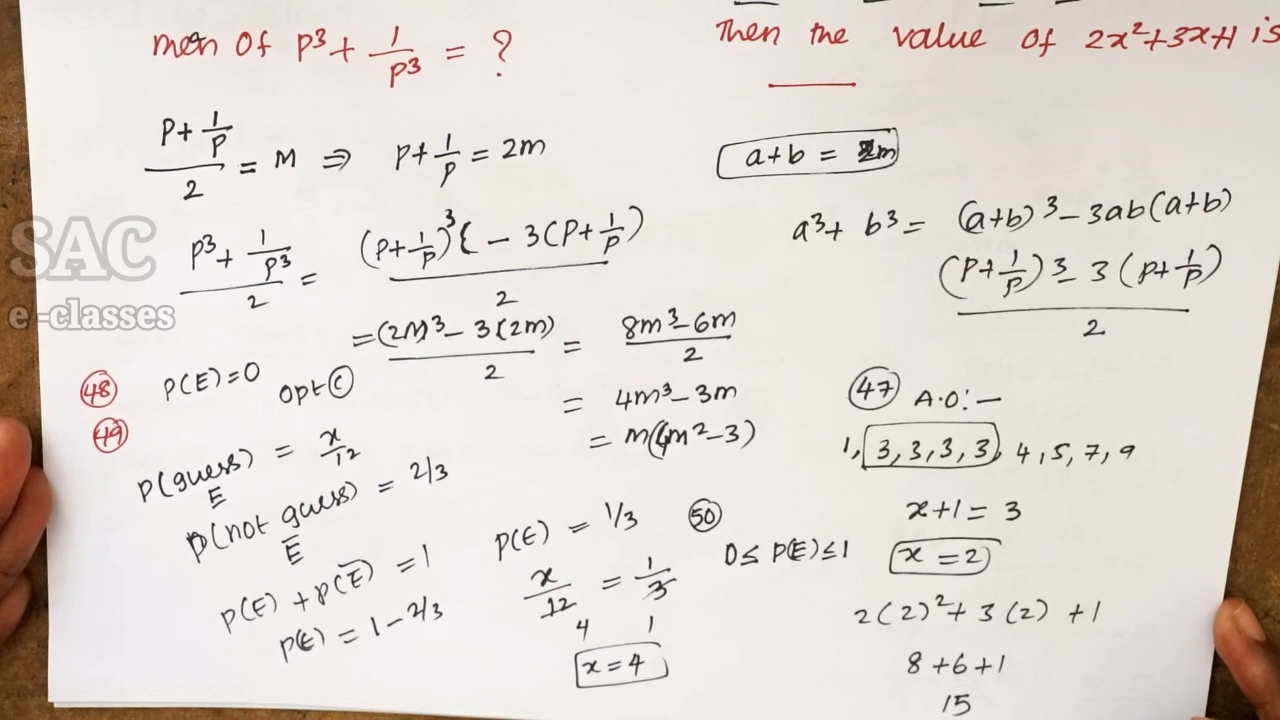 mean of p³ + 1/p³ = ?
(p + 1/p)/2 = M ⇒ p + 1/p = 2m
(p³ + 1/p³)/2 = ((p + 1/p)³ { - 3(p + 1/p))/2
= ((2M)³ - 3(2m))/2 = (8m³ - 6m)/2
= 4m³ - 3m
= m(4m² - 3)
SAC
e-classes
48 P(E) = 0 opt C
49
P(guess) = x/12
E
P(not guess) = 2/3
E̅
P(E) + P(E̅) = 1
P(E) = 1 - 2/3
P(E) = 1/3
x/12 = 1/3
4 1
x = 4
Then the value of 2x² + 3x + 1 is
a + b = 2m
a³ + b³ = (a+b)³ - 3ab(a+b)
((p + 1/p)³ - 3(p + 1/p))/2
47 A.O:-
1, 3, 3, 3, 3, 4, 5, 7, 9
x + 1 = 3
x = 2
2(2)² + 3(2) + 1
8 + 6 + 1
15
50
0 ≤ P(E) ≤ 1